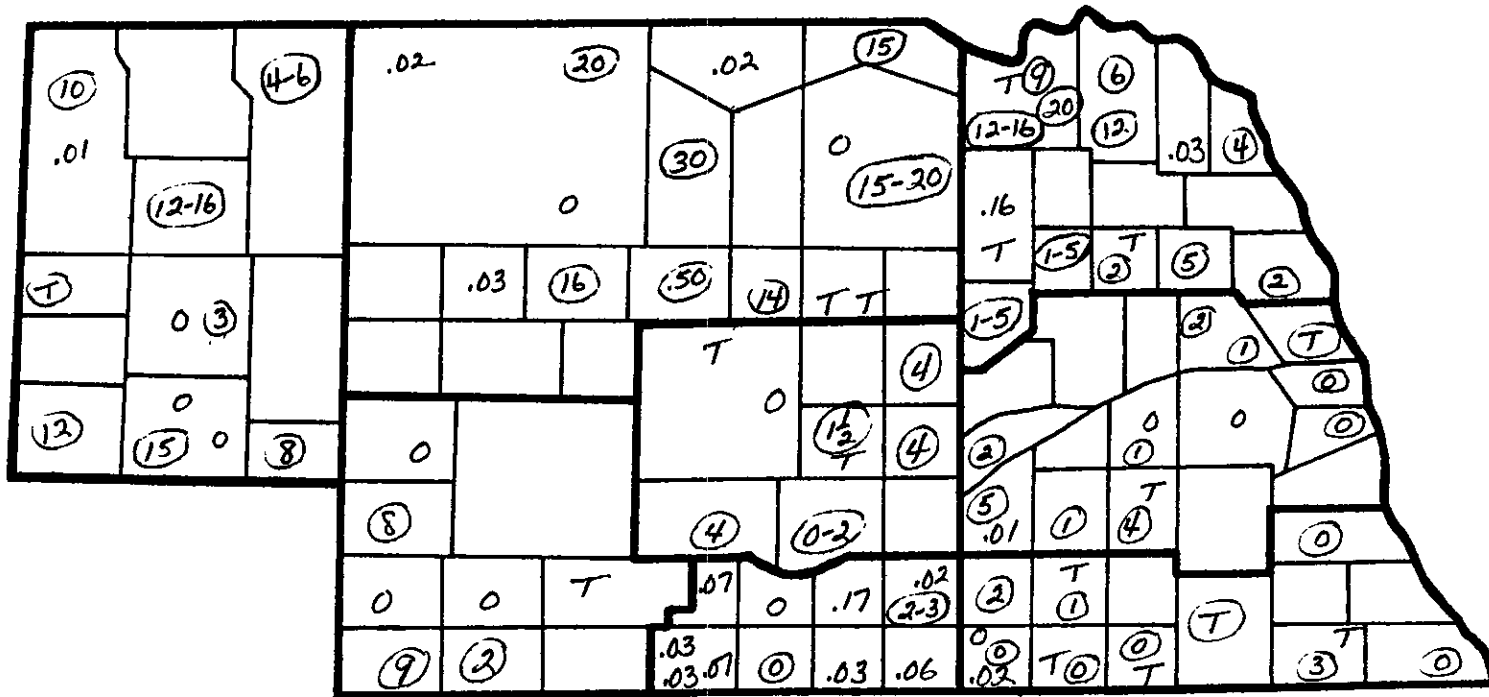 .02 20 .02 15
10 4-6 T 9 6
.01 20
12-16 12
.03 4
30 0
12-16 15-20
0 .16
T 1-5 T 5
2 2
T .03 16 .50 14 T T
0 3 1-5 2 T
T 4 1
0
12 0 0 1 1/2 4 0 0 0
15 0 8 0 T 2 1
8 4 0-2 5 1 T
.01 4 0
0 0 T .07 0 .17 .02 2 T
2-3 1 T
9 2 .03 0 .03 .06 0 0 T 0 0 3 T 0
.03 .07 .02 T